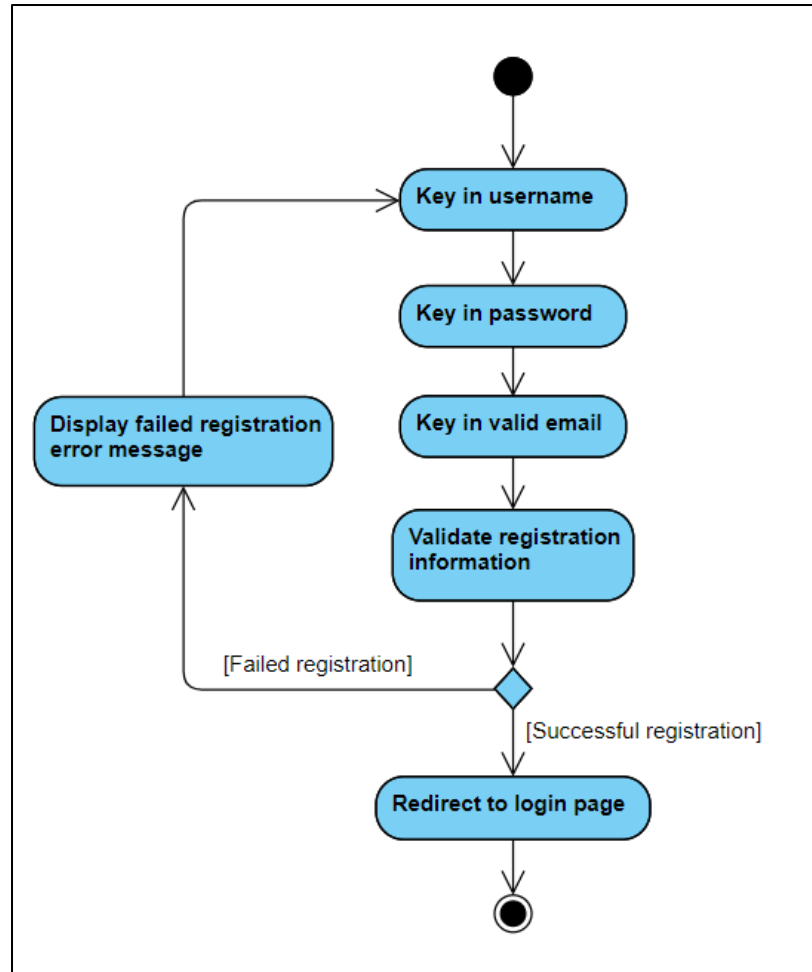 Key in username
Key in password
Display failed registration
error message
Key in valid email
Validate registration
information
[Failed registration]
[Successful registration]
Redirect to login page